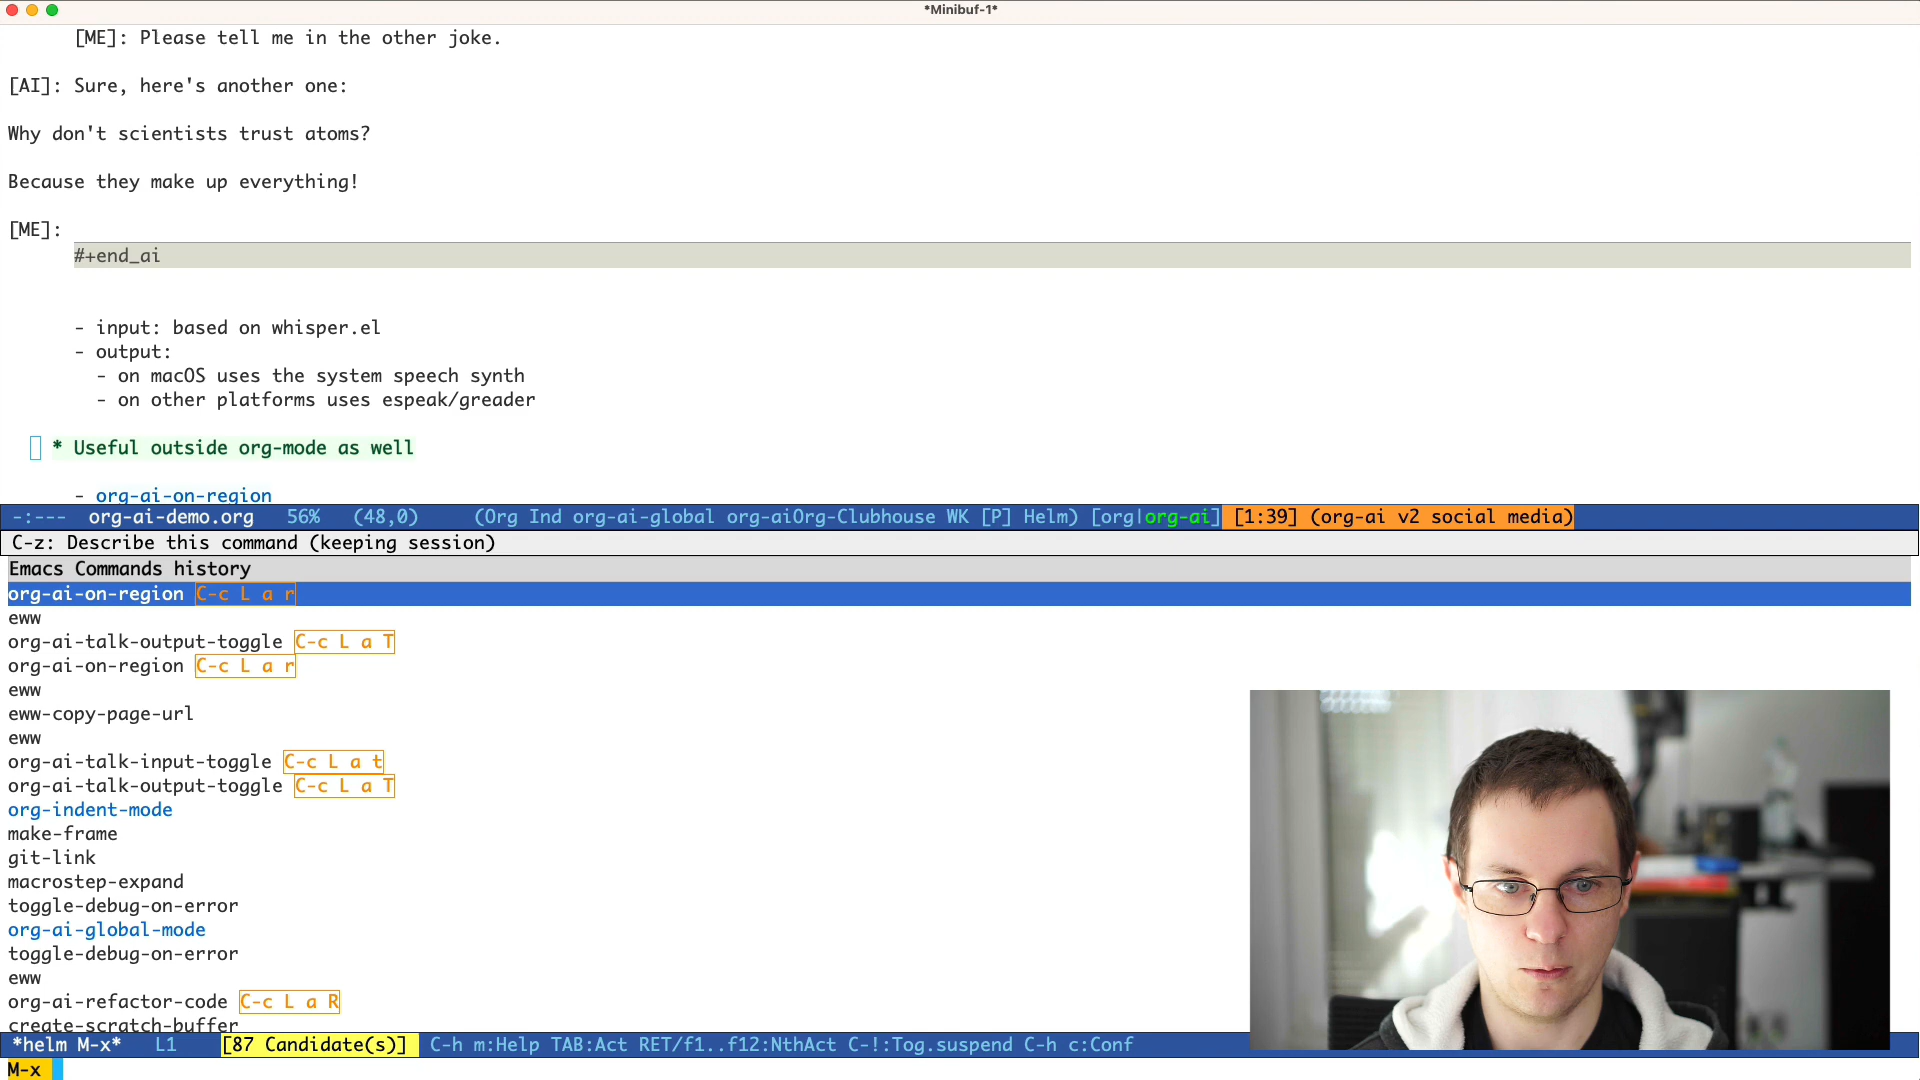 *Minibuf-1*
[ME]: Please tell me in the other joke.
[AI]: Sure, here's another one:
Why don't scientists trust atoms?
Because they make up everything!
[ME]:
#+end_ai
- input: based on whisper.el
- output:
- on macOS uses the system speech synth
- on other platforms uses espeak/greader
* Useful outside org-mode as well
- org-ai-on-region
-:--- org-ai-demo.org 56% (48,0) (Org Ind org-ai-global org-aiOrg-Clubhouse WK [P] Helm) [org|org-ai] [1:39] (org-ai v2 social media)
C-z: Describe this command (keeping session)
Emacs Commands history
org-ai-on-region C-c L a r
eww
org-ai-talk-output-toggle C-c L a T
org-ai-on-region C-c L a r
eww
eww-copy-page-url
eww
org-ai-talk-input-toggle C-c L a t
org-ai-talk-output-toggle C-c L a T
org-indent-mode
make-frame
git-link
macrostep-expand
toggle-debug-on-error
org-ai-global-mode
toggle-debug-on-error
eww
org-ai-refactor-code C-c L a R
create-scratch-buffer
*helm M-x* L1 [87 Candidate(s)] C-h m:Help TAB:Act RET/f1..f12:NthAct C-!:Tog.suspend C-h c:Conf
M-x